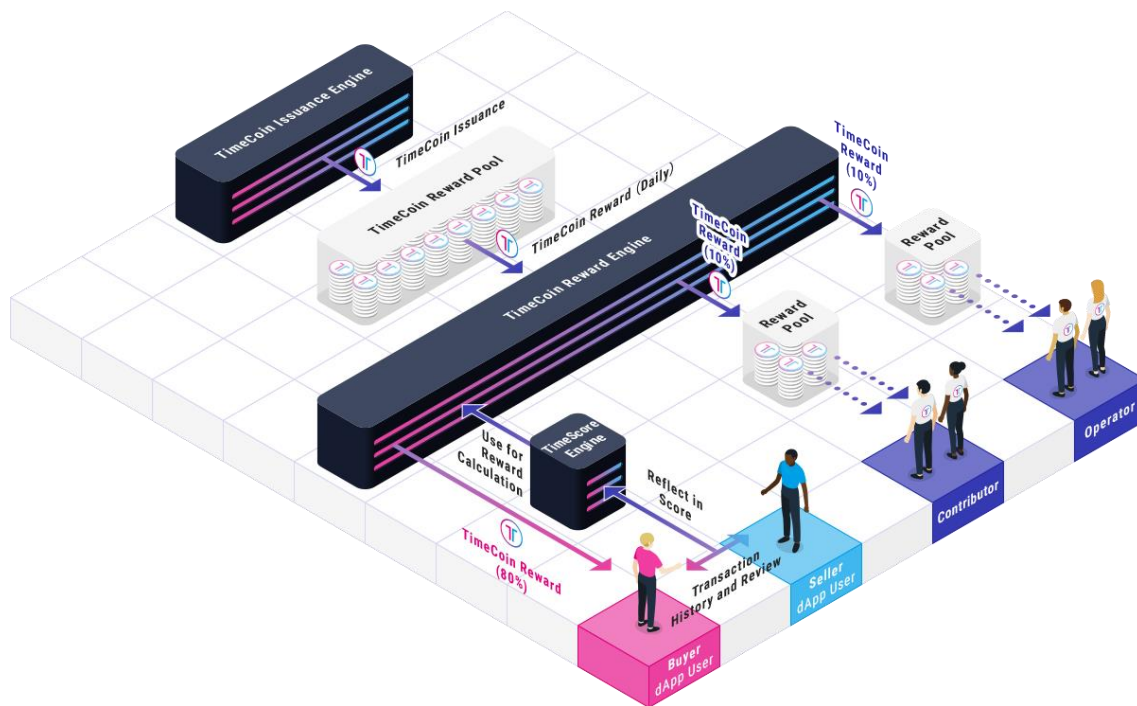 TimeCoin Issuance Engine
TimeCoin Issuance
TimeCoin Reward Pool
TimeCoin Reward (Daily)
TimeCoin Reward Engine
TimeCoin
Reward
(10%)
TimeCoin
Reward
(10%)
Reward
Pool
Reward
Pool
TimeScore
Engine
Use for
Reward
Calculation
Reflect in
Score
TimeCoin Reward
(80%)
Transaction
History and Review
Buyer
dApp User
Seller
dApp User
Contributor
Operator